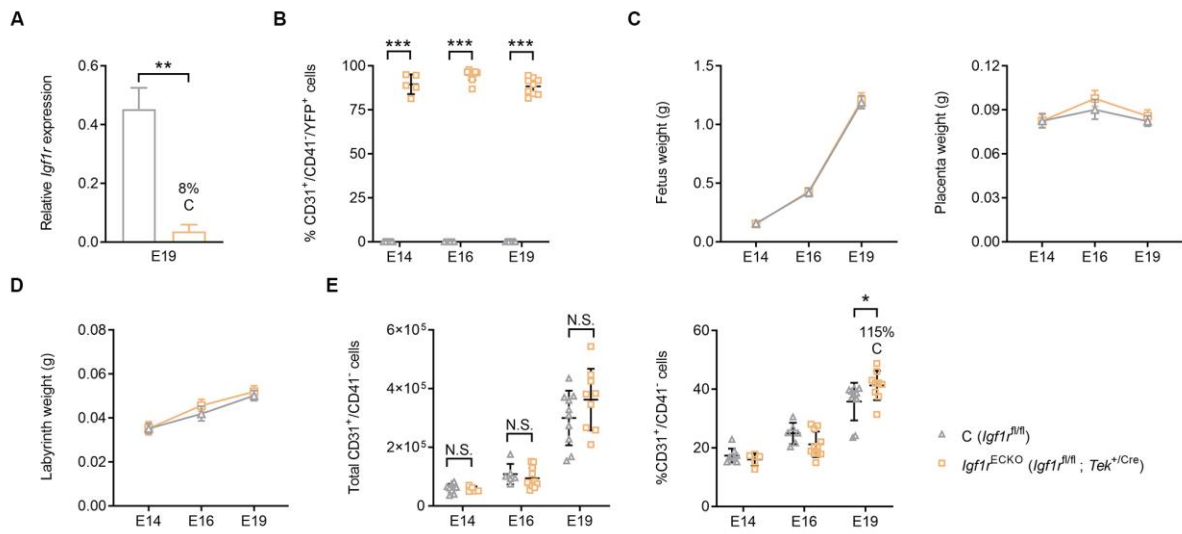 A
Relative Igf1r expression
0.6
0.4
0.2
0.0
**
8%
C
E19
B
% CD31⁺/CD41⁻/YFP⁺ cells
100
75
50
25
0
*** *** ***
E14 E16 E19
C
Fetus weight (g)
1.5
1.0
0.5
0.0
E14 E16 E19
Placenta weight (g)
0.12
0.09
0.06
0.03
0.00
E14 E16 E19
D
Labyrinth weight (g)
0.08
0.06
0.04
0.02
0.00
E14 E16 E19
E
Total CD31⁺/CD41⁻ cells
6×10⁵
4×10⁵
2×10⁵
0
N.S.
N.S.
N.S.
E14 E16 E19
%CD31⁺/CD41⁻ cells
60
40
20
0
*
115%
C
E14 E16 E19
C (Igf1rᶠˡ/ᶠˡ)
Igf1rᴱᶜᴷᴼ (Igf1rᶠˡ/ᶠˡ ; Tek⁺/ᶜʳᵉ)